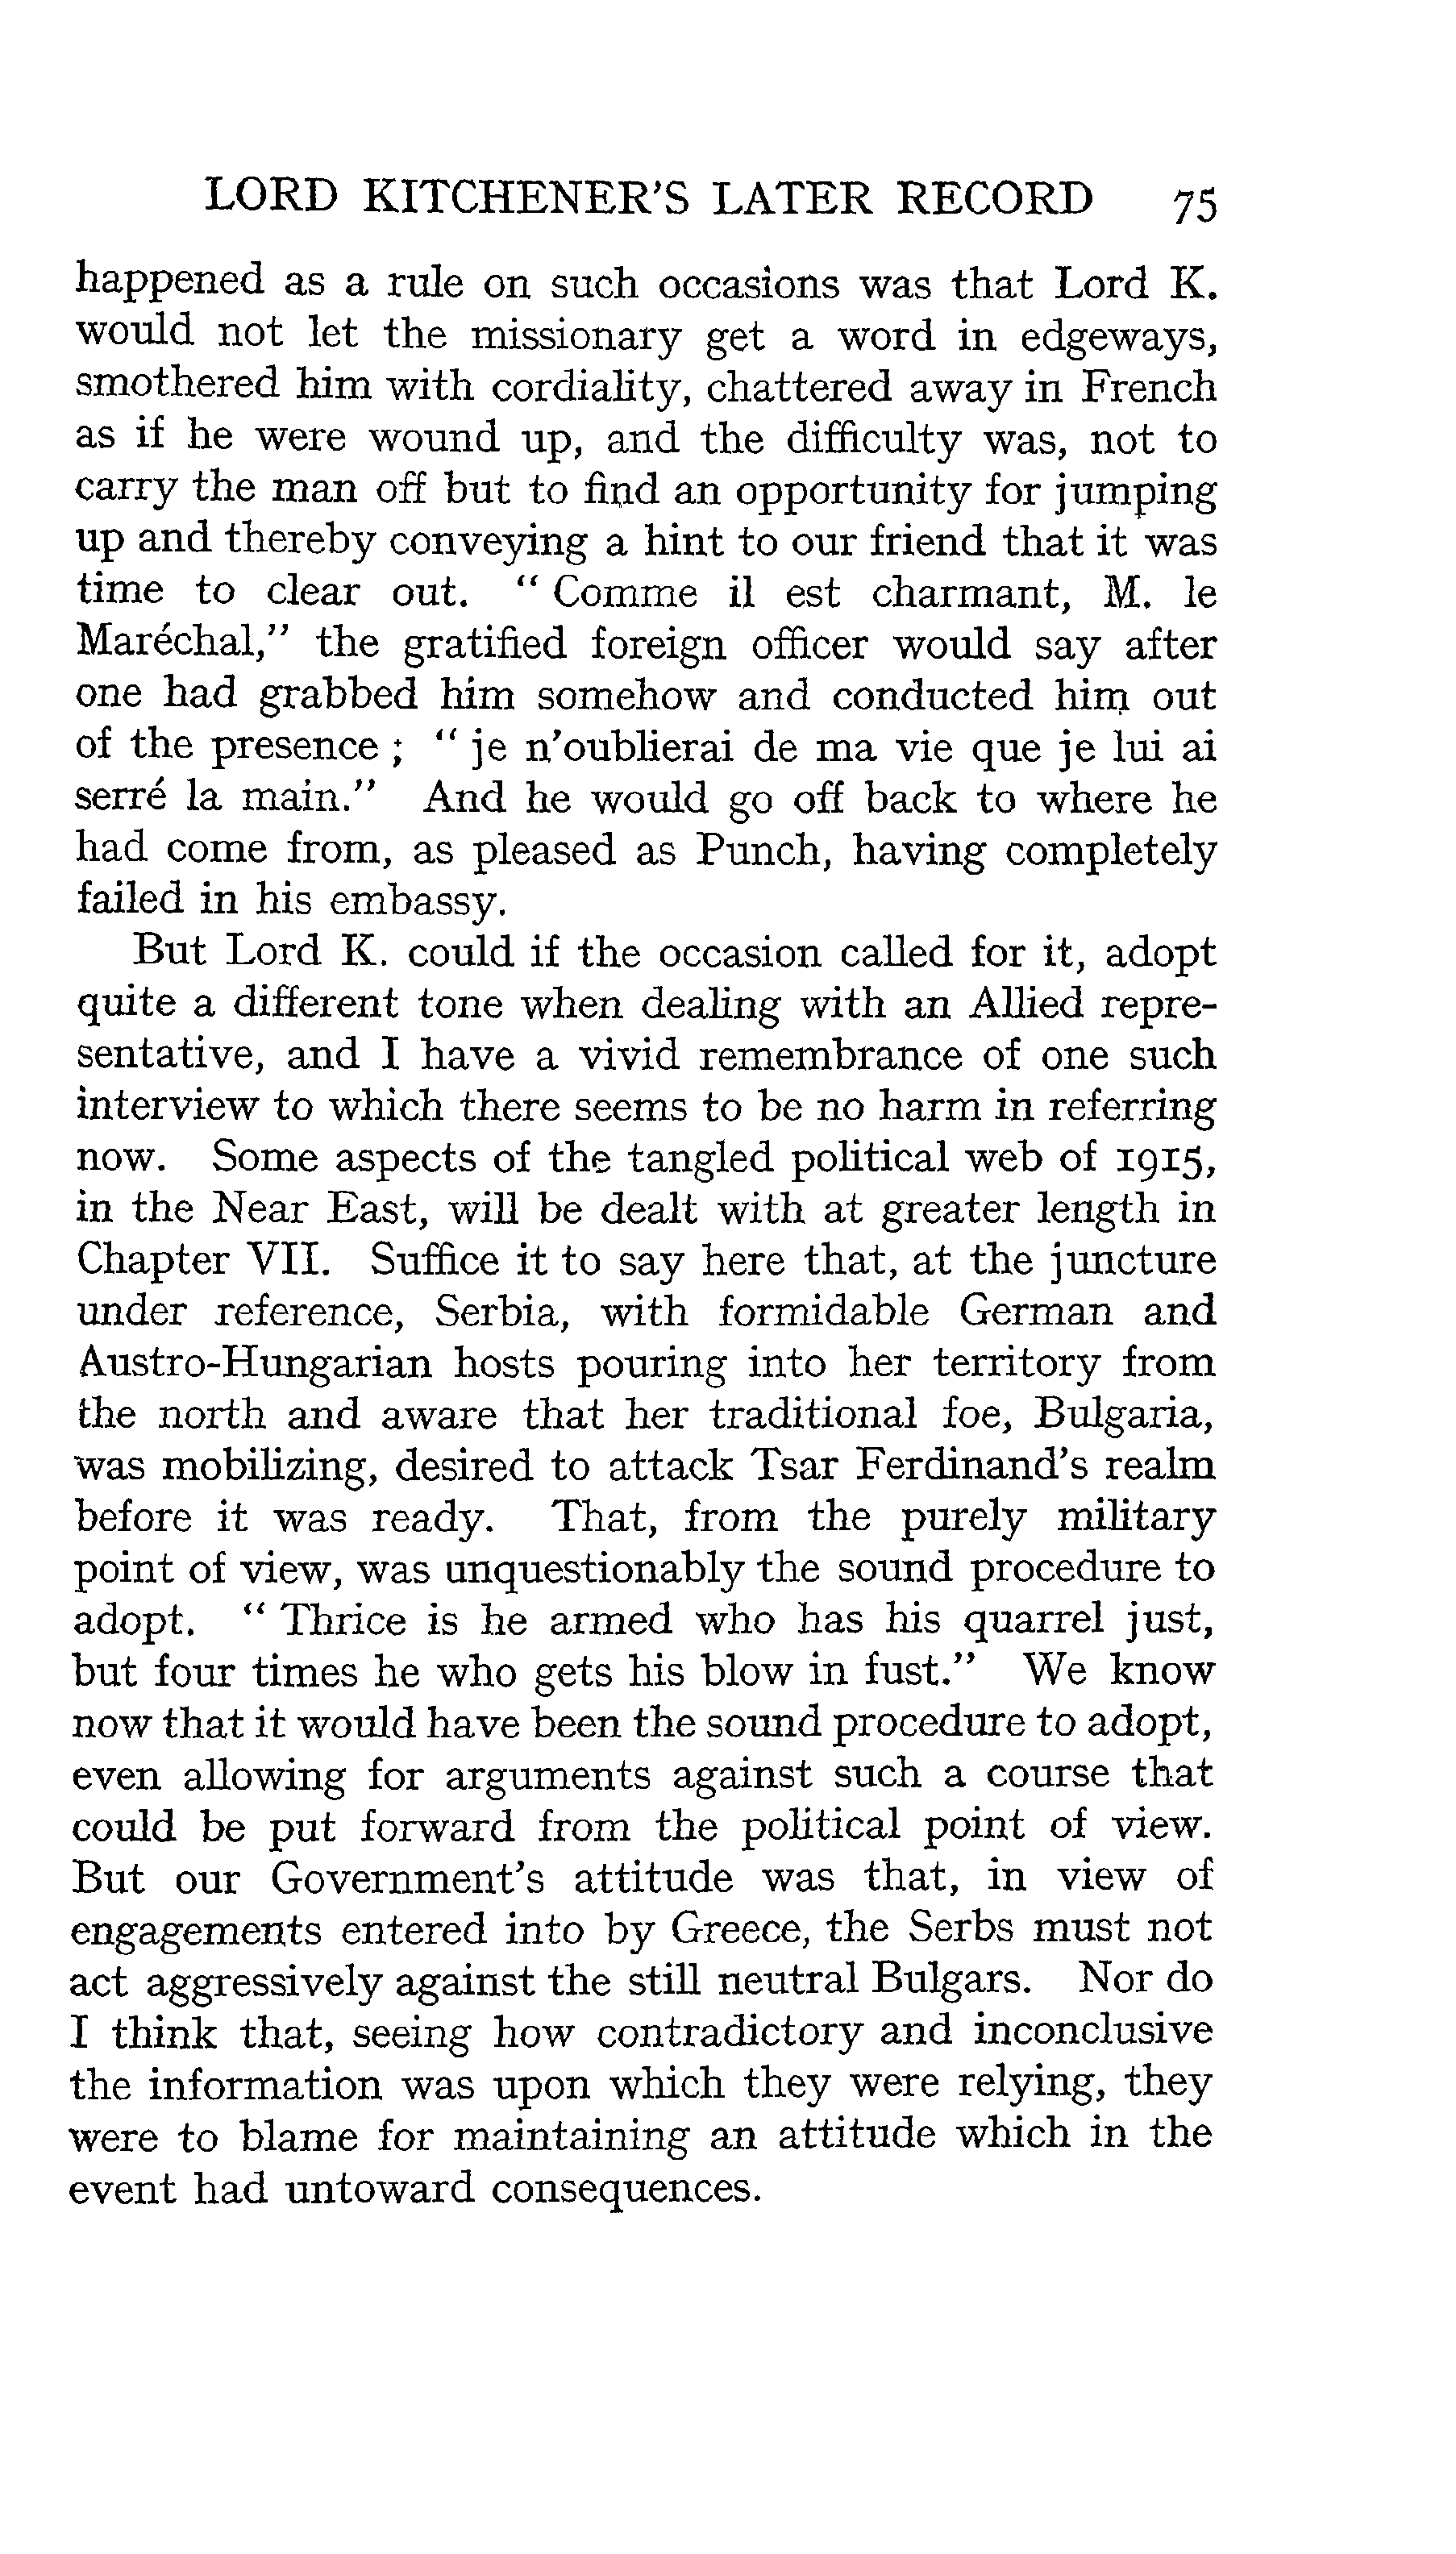 LORD KITCHENER'S LATER RECORD 75
happened as a rule on such occasions was that Lord K.
would not let the missionary get a word in edgeways,
smothered him with cordiality, chattered away in French
as if he were wound up, and the difficulty was, not to
carry the man off but to find an opportunity for jumping
up and thereby conveying a hint to our friend that it was
time to clear out. " Comme il est charmant, M. le
Maréchal," the gratified foreign officer would say after
one had grabbed him somehow and conducted him out
of the presence ; " je n'oublierai de ma vie que je lui ai
serré la main." And he would go off back to where he
had come from, as pleased as Punch, having completely
failed in his embassy.
But Lord K. could if the occasion called for it, adopt
quite a different tone when dealing with an Allied repre-
sentative, and I have a vivid remembrance of one such
interview to which there seems to be no harm in referring
now. Some aspects of the tangled political web of 1915,
in the Near East, will be dealt with at greater length in
Chapter VII. Suffice it to say here that, at the juncture
under reference, Serbia, with formidable German and
Austro-Hungarian hosts pouring into her territory from
the north and aware that her traditional foe, Bulgaria,
was mobilizing, desired to attack Tsar Ferdinand's realm
before it was ready. That, from the purely military
point of view, was unquestionably the sound procedure to
adopt. " Thrice is he armed who has his quarrel just,
but four times he who gets his blow in fust." We know
now that it would have been the sound procedure to adopt,
even allowing for arguments against such a course that
could be put forward from the political point of view.
But our Government's attitude was that, in view of
engagements entered into by Greece, the Serbs must not
act aggressively against the still neutral Bulgars. Nor do
I think that, seeing how contradictory and inconclusive
the information was upon which they were relying, they
were to blame for maintaining an attitude which in the
event had untoward consequences.